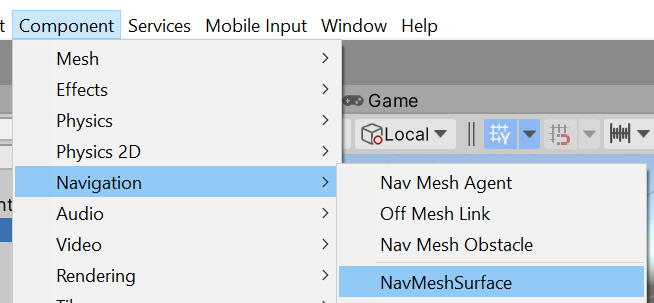 t Component Services Mobile Input Window Help
Mesh
Effects
Game
Physics
Local
Physics 2D
Navigation
Nav Mesh Agent
Audio
Off Mesh Link
Video
Nav Mesh Obstacle
Rendering
NavMeshSurface